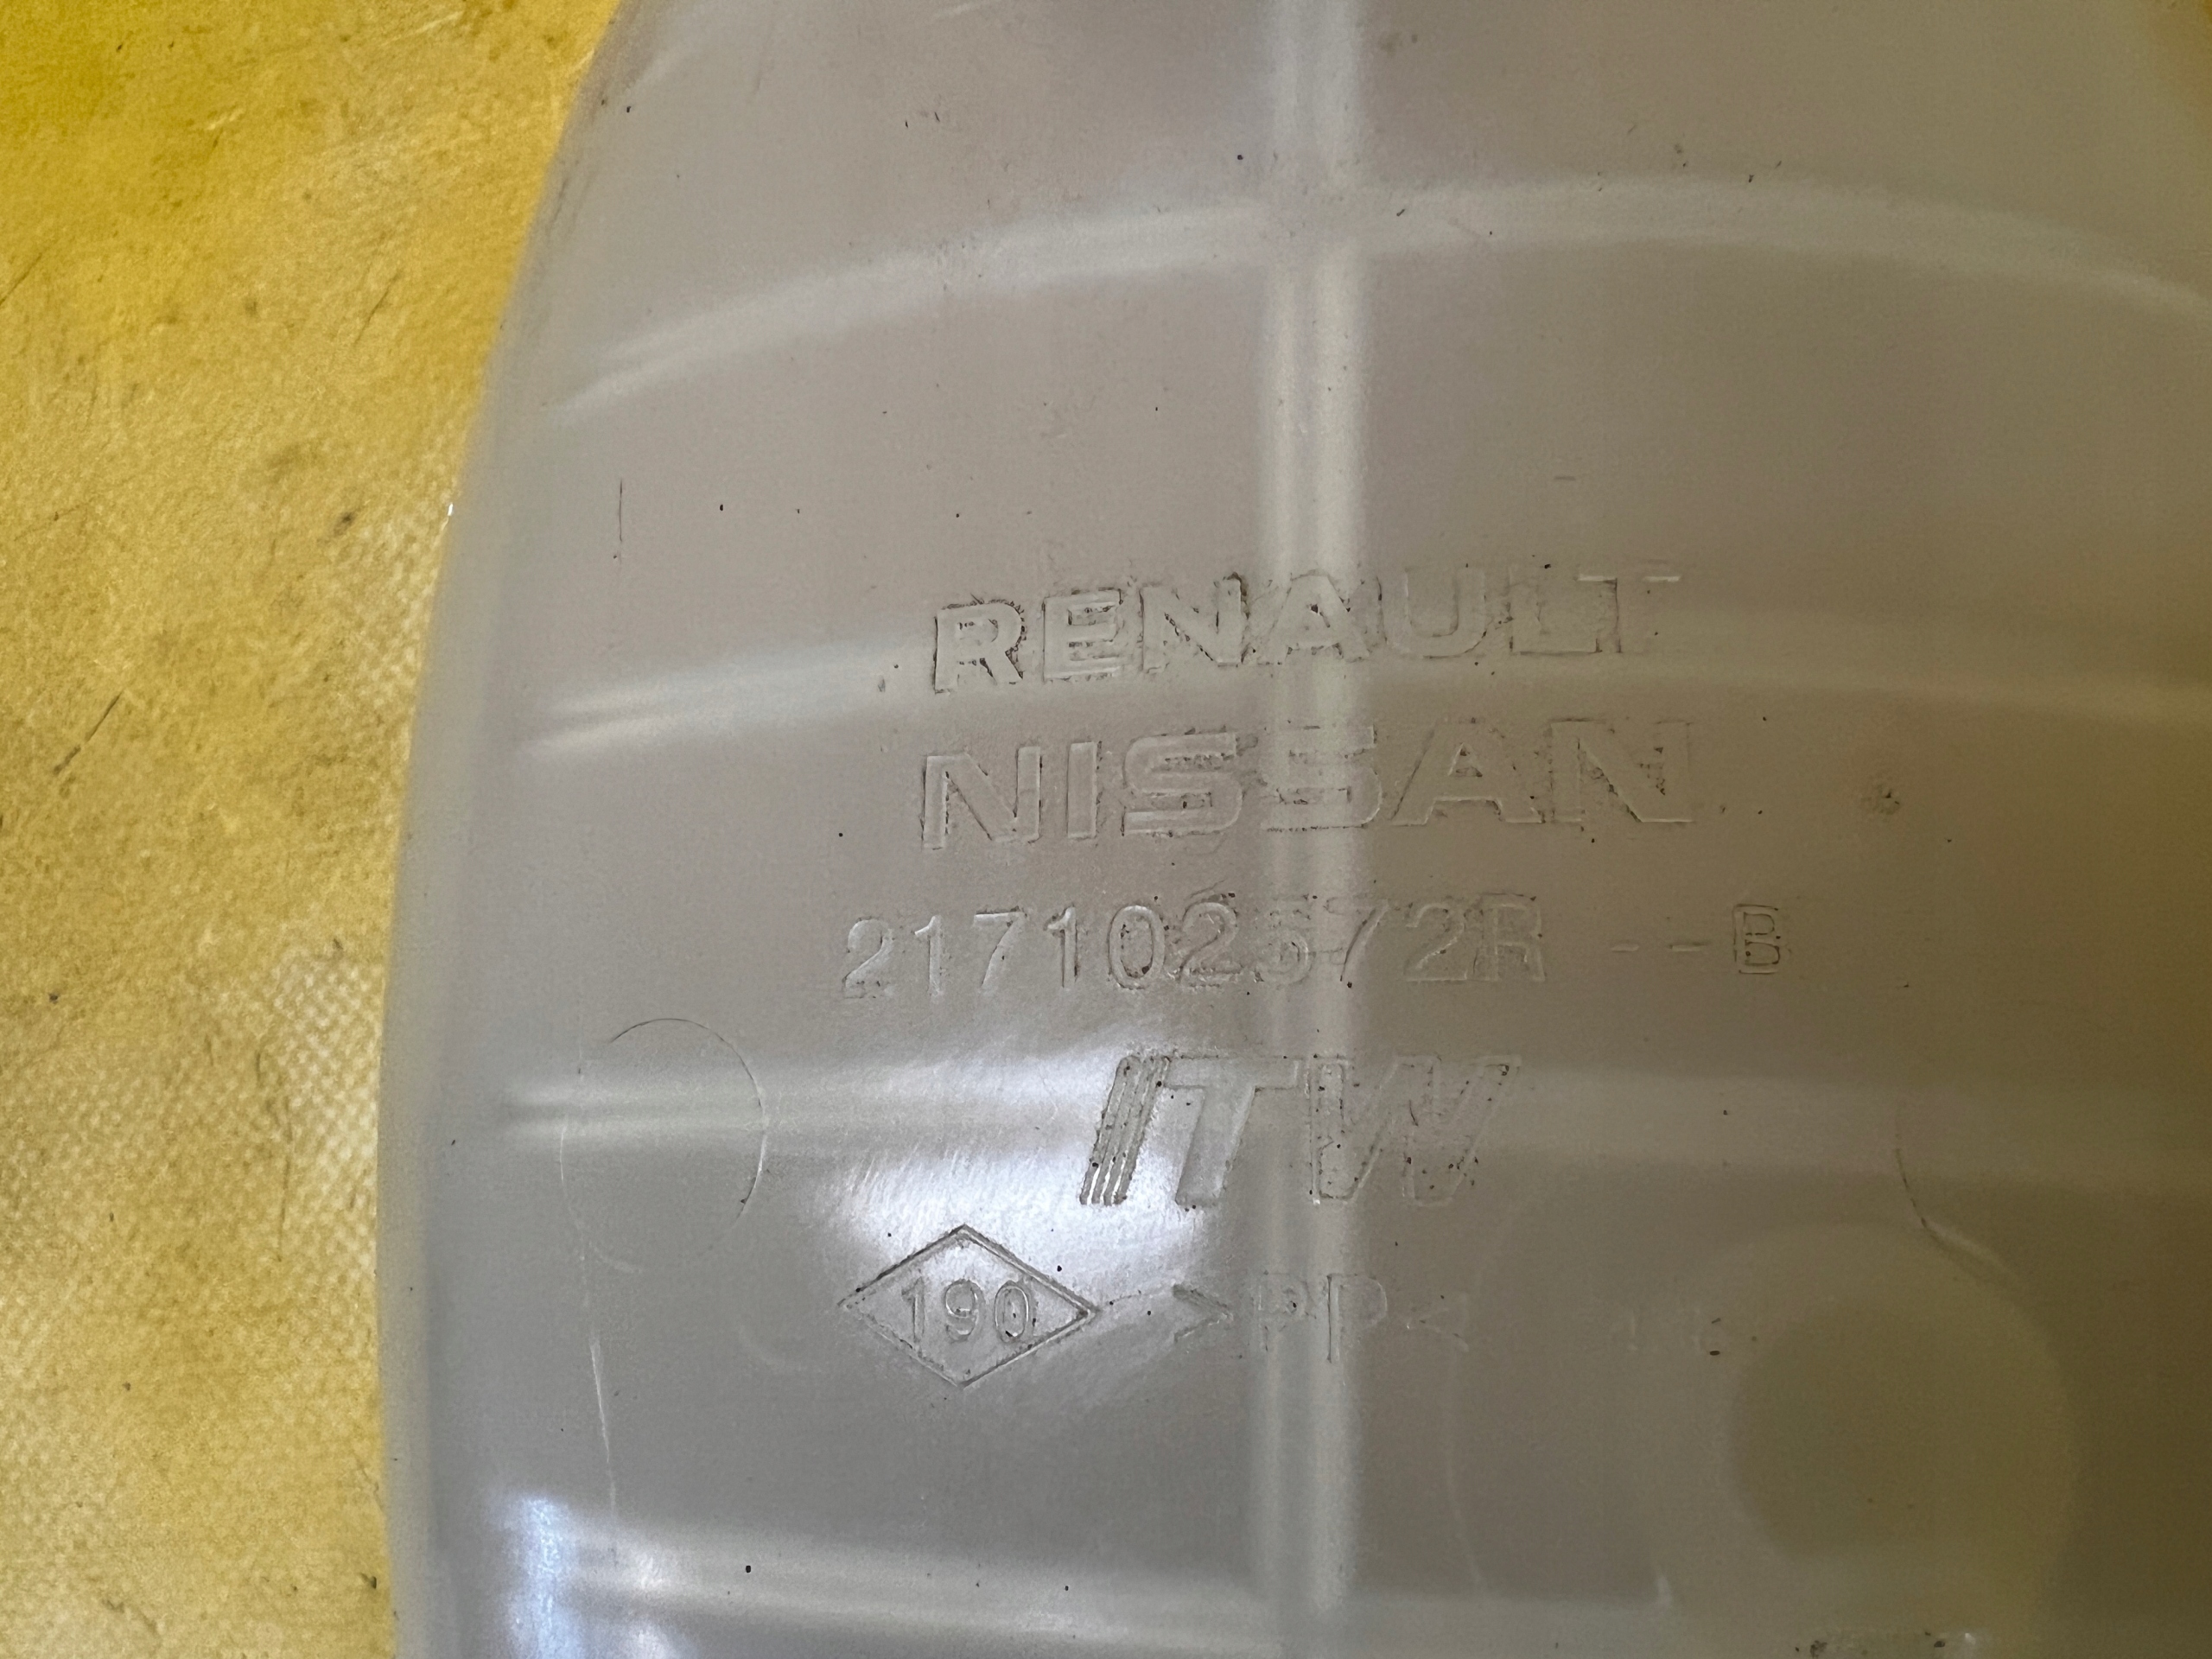 RENAULT
NISSAN
217102572R --B
ITW
190 >PP<